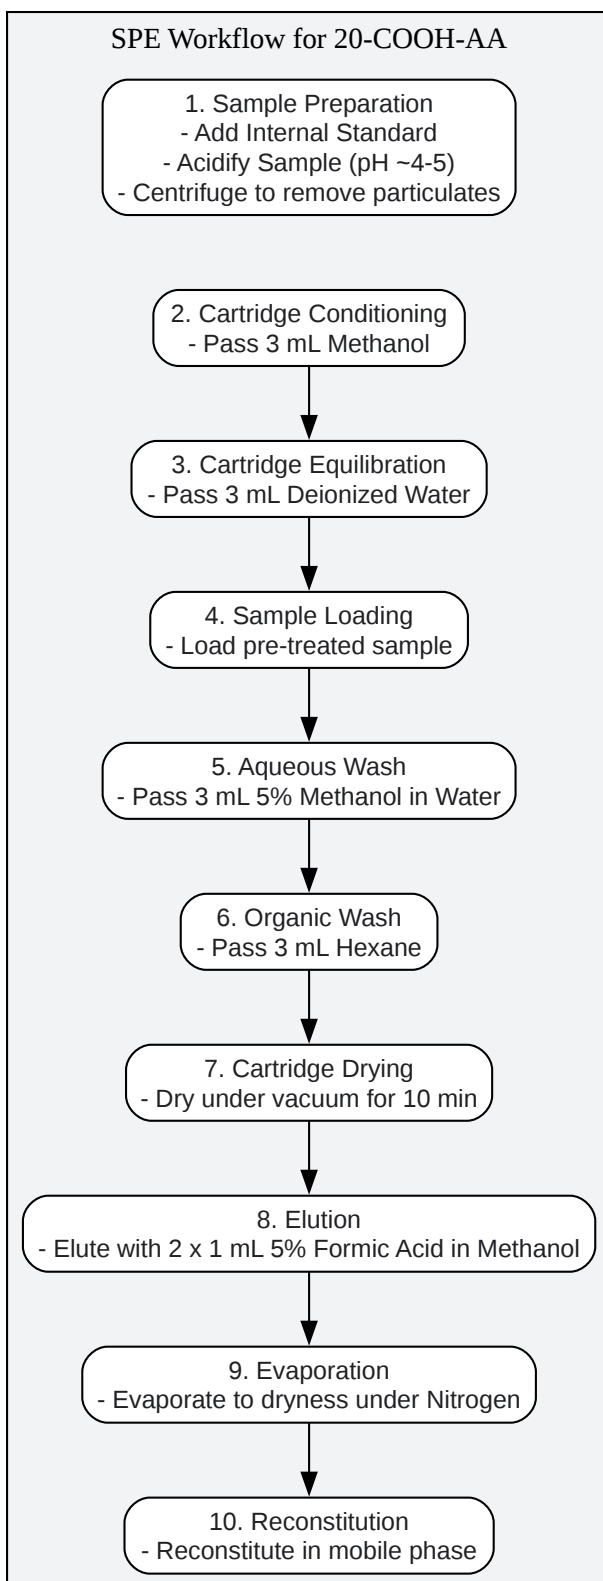 SPE Workflow for 20-COOH-AA
1. Sample Preparation
- Add Internal Standard
- Acidify Sample (pH ~4-5)
- Centrifuge to remove particulates
2. Cartridge Conditioning
- Pass 3 mL Methanol
3. Cartridge Equilibration
- Pass 3 mL Deionized Water
4. Sample Loading
- Load pre-treated sample
5. Aqueous Wash
- Pass 3 mL 5% Methanol in Water
6. Organic Wash
- Pass 3 mL Hexane
7. Cartridge Drying
- Dry under vacuum for 10 min
8. Elution
- Elute with 2 x 1 mL 5% Formic Acid in Methanol
9. Evaporation
- Evaporate to dryness under Nitrogen
10. Reconstitution
- Reconstitute in mobile phase